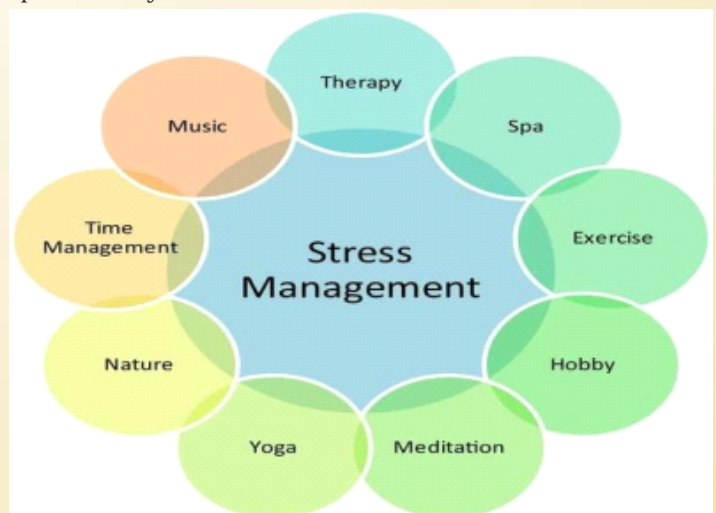 Therapy
Spa
Exercise
Hobby
Meditation
Yoga
Nature
Time
Management
Music
Stress
Management